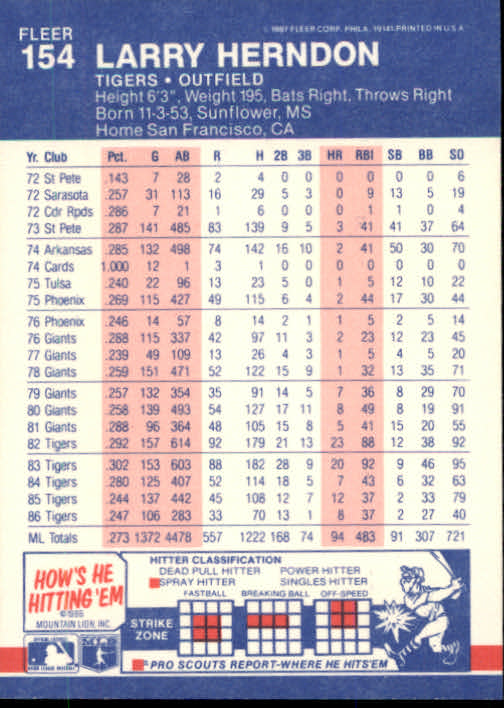 FLEER
© 1987 FLEER CORP. PHILA. 19141-PRINTED IN U.S.A.
154 LARRY HERNDON
TIGERS • OUTFIELD
Height 6'3", Weight 195, Bats Right, Throws Right
Born 11-3-53, Sunflower, MS
Home San Francisco, CA
Yr. Club Pct. G AB R H 2B 3B HR RBI SB BB SO
72 St Pete .143 7 28 2 4 0 0 0 0 0 0 6
72 Sarasota .257 31 113 16 29 5 3 0 9 13 5 19
72 Cdr Rpds .286 7 21 1 6 0 0 0 1 1 0 4
73 St Pete .287 141 485 83 139 9 5 3 41 41 37 64
74 Arkansas .285 132 498 74 142 16 10 2 41 50 30 70
74 Cards 1.000 12 1 3 1 0 0 0 0 0 0 0
75 Tulsa .240 22 96 13 23 5 0 1 5 12 10 22
75 Phoenix .269 115 427 49 115 6 4 2 44 17 30 44
76 Phoenix .246 14 57 8 14 2 1 1 5 2 5 14
76 Giants .288 115 337 42 97 11 3 2 23 12 23 45
77 Giants .239 49 109 13 26 4 3 1 5 4 5 20
78 Giants .259 151 471 52 122 15 9 1 32 13 35 71
79 Giants .257 132 354 35 91 14 5 7 36 8 29 70
80 Giants .258 139 493 54 127 17 11 8 49 8 19 91
81 Giants .288 96 364 48 105 15 8 5 41 15 20 55
82 Tigers .292 157 614 92 179 21 13 23 88 12 38 92
83 Tigers .302 153 603 88 182 28 9 20 92 9 46 95
84 Tigers .280 125 407 52 114 18 5 7 43 6 32 63
85 Tigers .244 137 442 45 108 12 7 12 37 2 33 79
86 Tigers .247 106 283 33 70 13 1 8 37 2 27 40
ML Totals .273 1372 4478 557 1222 168 74 94 483 91 307 721
HOW'S HE
HITTING 'EM
©1986
MOUNTAIN LION, INC.
HITTER CLASSIFICATION
DEAD PULL HITTER POWER HITTER
SPRAY HITTER SINGLES HITTER
FASTBALL BREAKING BALL OFF-SPEED
STRIKE
ZONE
PRO SCOUTS REPORT-WHERE HE HITS'EM